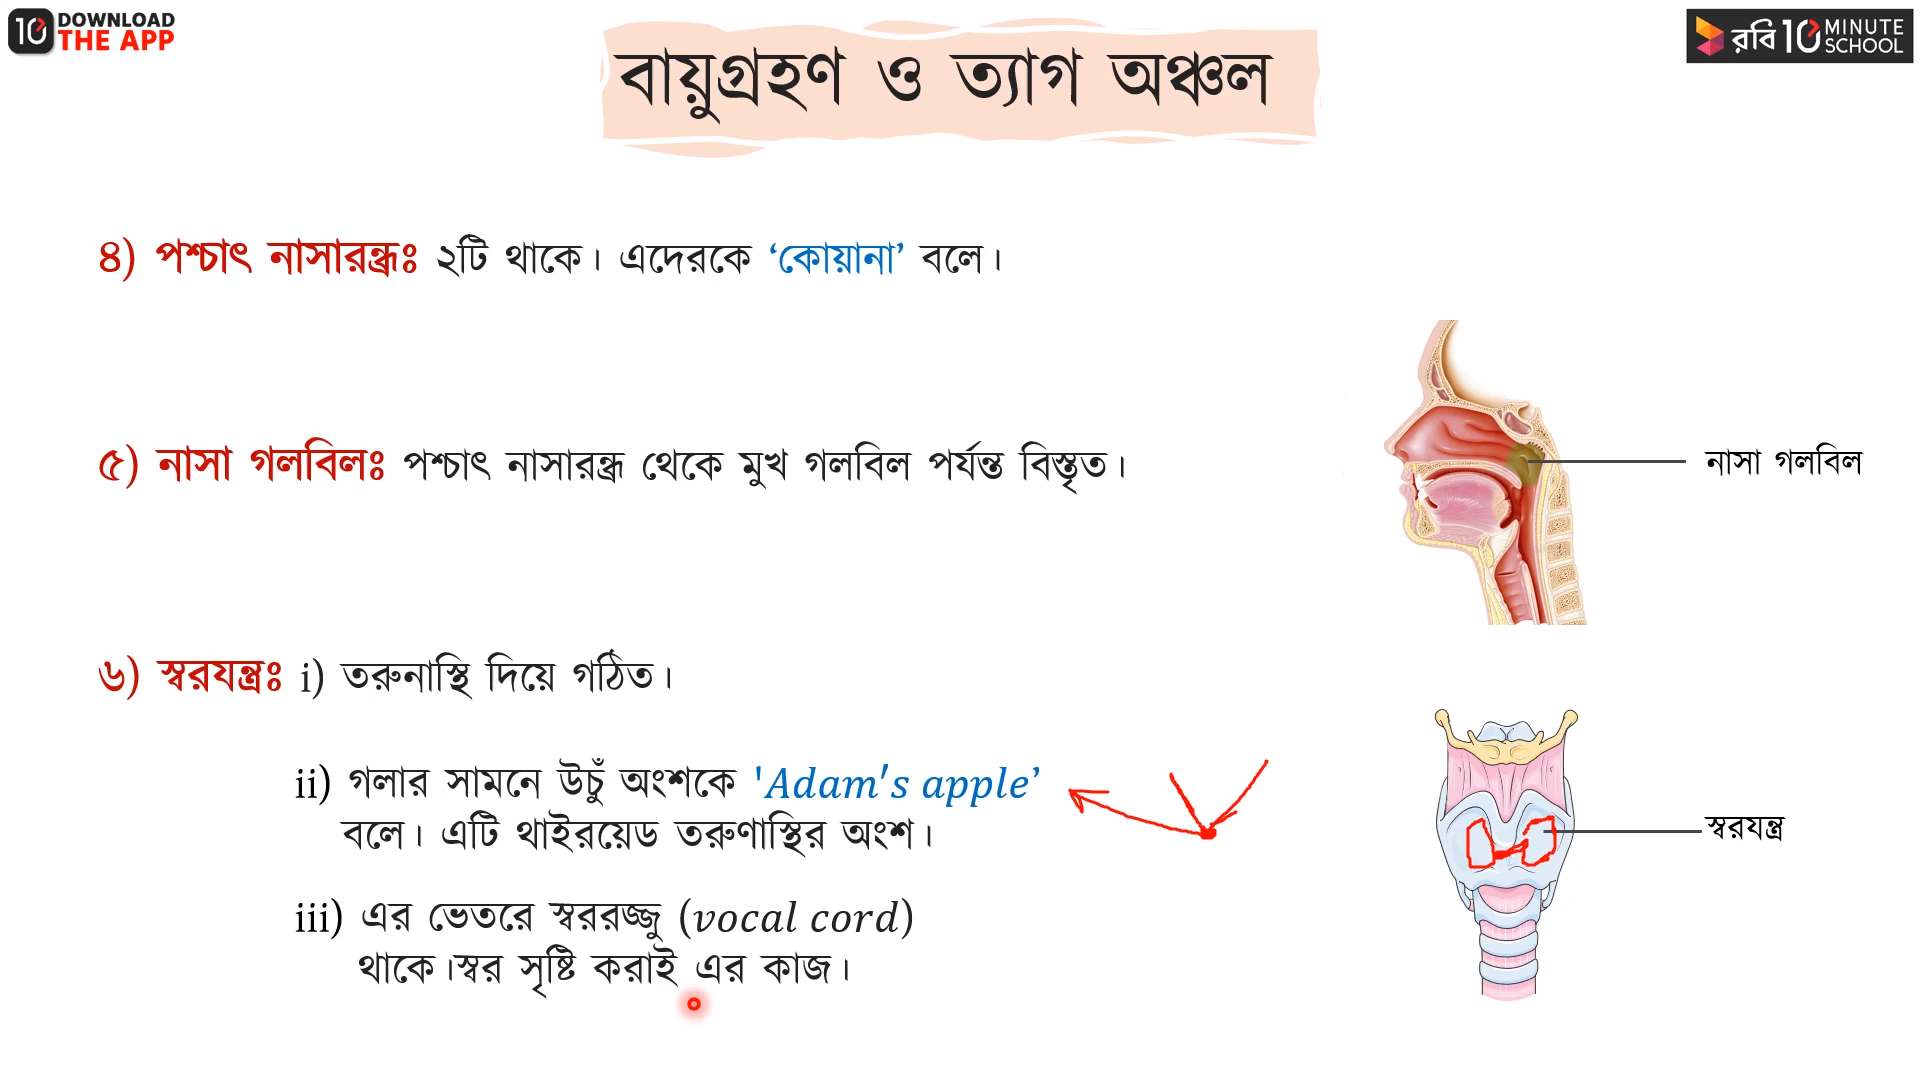 DOWNLOAD
THE APP
রবি 10 MINUTE SCHOOL
বায়ুগ্রহণ ও ত্যাগ অঞ্চল
৪) পশ্চাৎ নাসারন্ধ্রঃ ২টি থাকে। এদেরকে ‘কোয়ানা’ বলে।
৫) নাসা গলবিলঃ পশ্চাৎ নাসারন্ধ্র থেকে মুখ গলবিল পর্যন্ত বিস্তৃত।
নাসা গলবিল
৬) স্বরযন্ত্রঃ i) তরুনাস্থি দিয়ে গঠিত।
ii) গলার সামনে উচুঁ অংশকে 'Adam's apple’
বলে। এটি থাইরয়েড তরুণাস্থির অংশ।
স্বরযন্ত্র
iii) এর ভেতরে স্বররজ্জু (vocal cord)
থাকে।স্বর সৃষ্টি করাই এর কাজ।